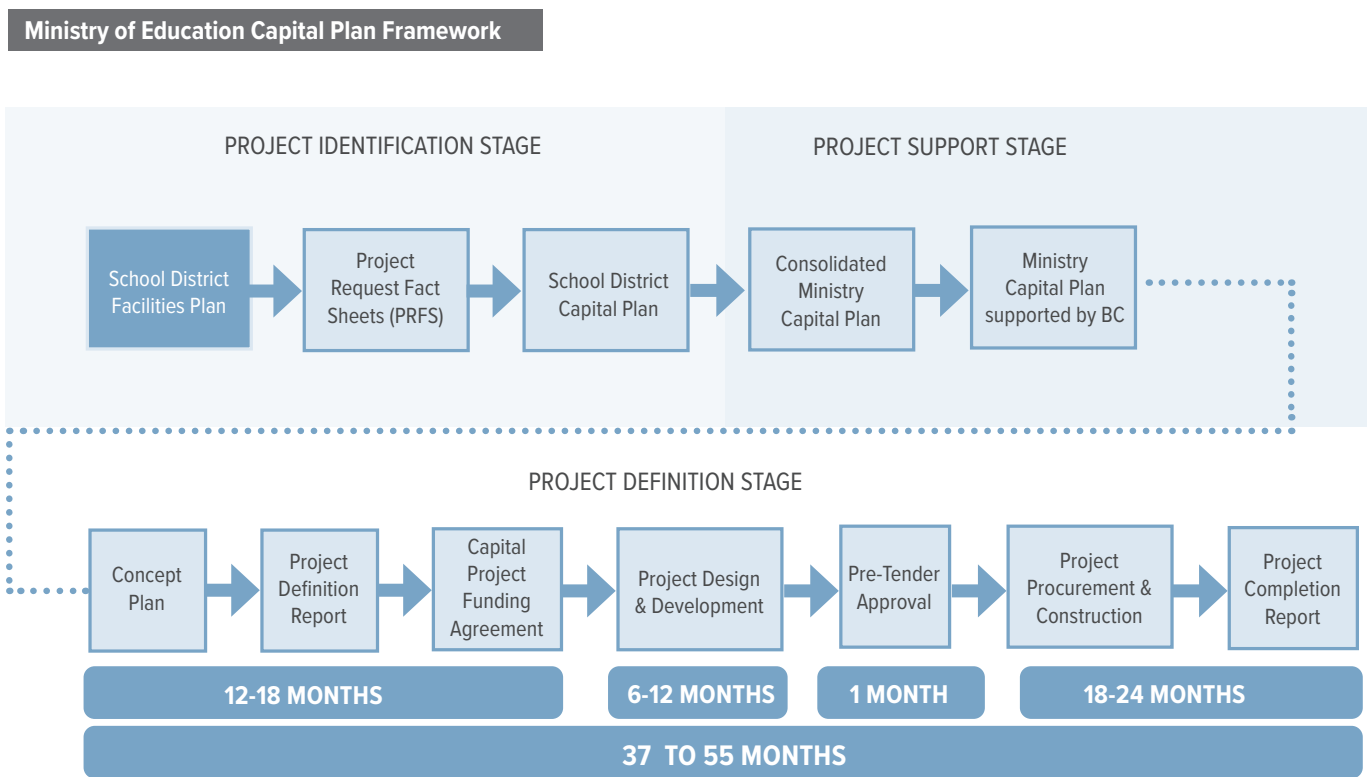 Ministry of Education Capital Plan Framework
PROJECT IDENTIFICATION STAGE
PROJECT SUPPORT STAGE
School District
Facilities Plan
Project
Request Fact
Sheets (PRFS)
School District
Capital Plan
Consolidated
Ministry
Capital Plan
Ministry
Capital Plan
supported by BC
PROJECT DEFINITION STAGE
Concept
Plan
Project
Definition
Report
Capital
Project
Funding
Agreement
Project Design
& Development
Pre-Tender
Approval
Project
Procurement &
Construction
Project
Completion
Report
12-18 MONTHS
6-12 MONTHS
1 MONTH
18-24 MONTHS
37 TO 55 MONTHS